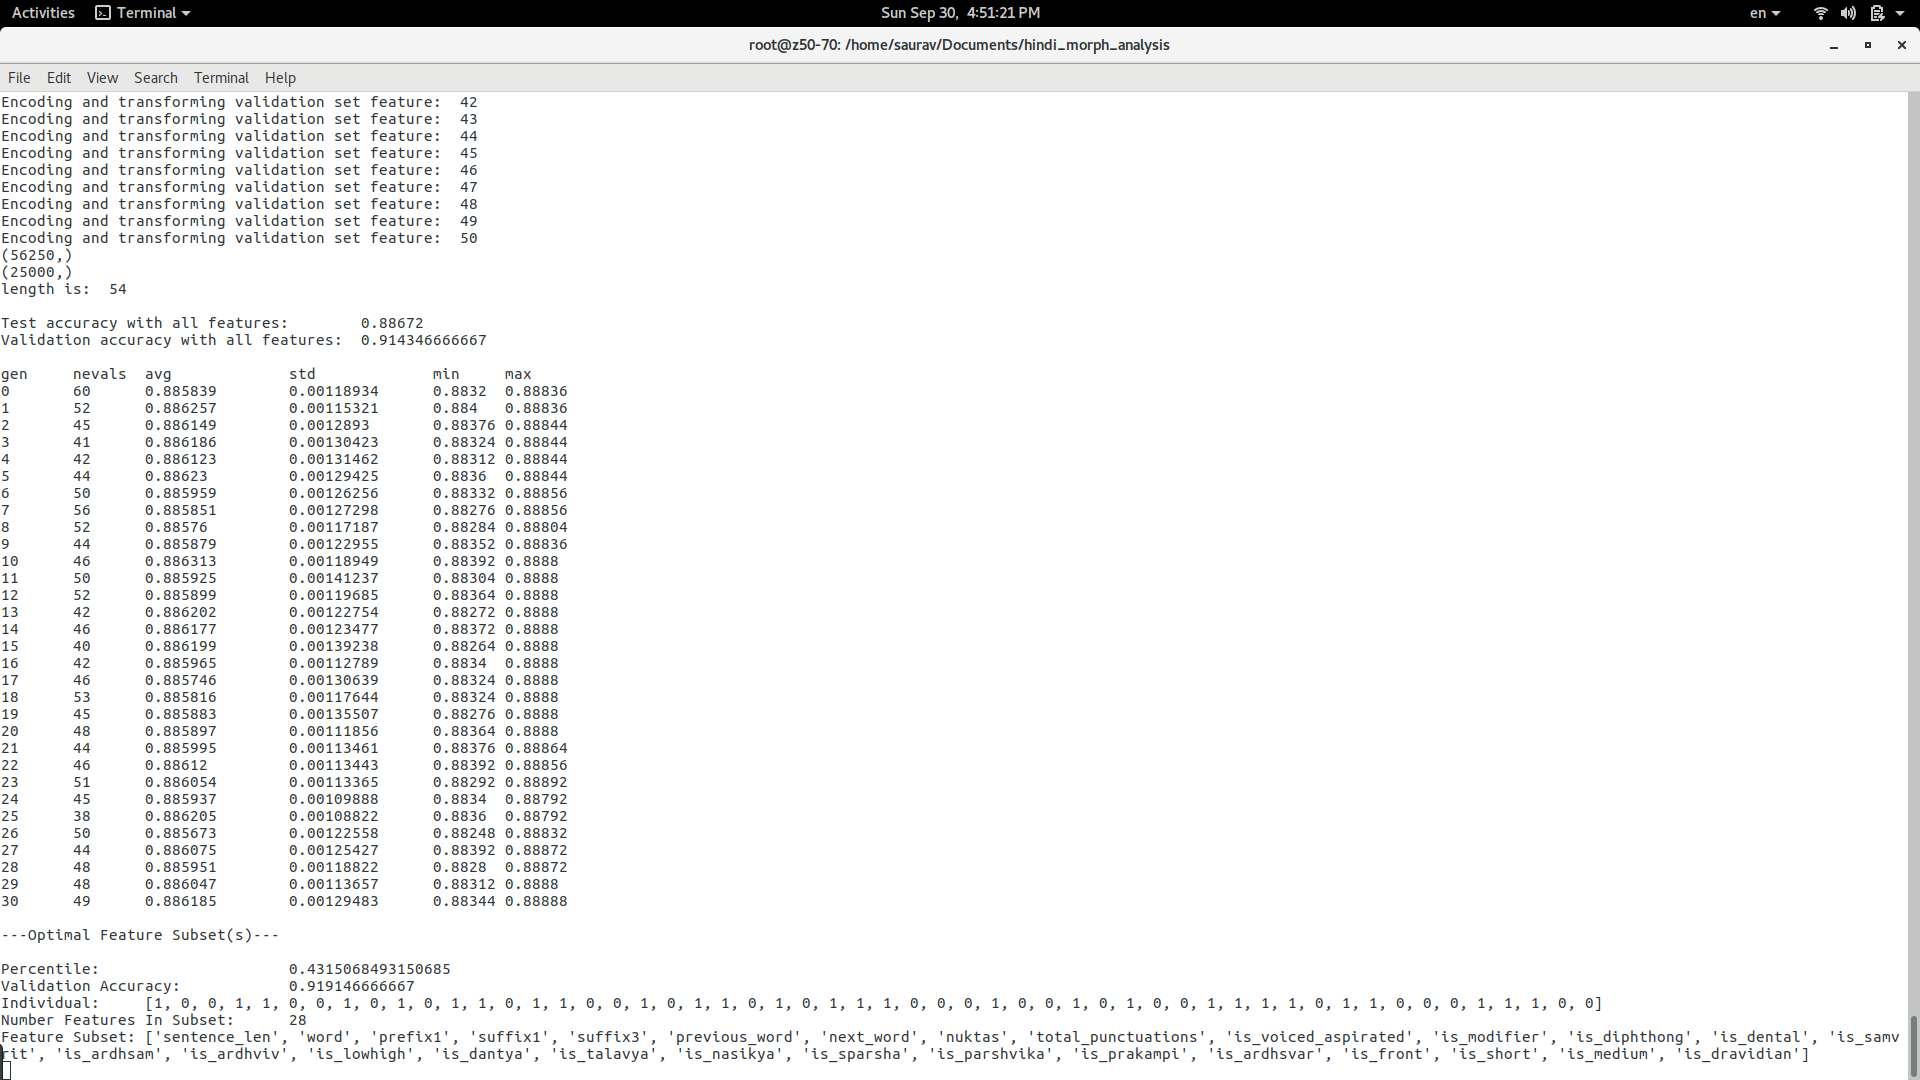 Activities Terminal Sun Sep 30, 4:51:21 PM en
root@z50-70: /home/saurav/Documents/hindi_morph_analysis
File Edit View Search Terminal Help
Encoding and transforming validation set feature:  42
Encoding and transforming validation set feature:  43
Encoding and transforming validation set feature:  44
Encoding and transforming validation set feature:  45
Encoding and transforming validation set feature:  46
Encoding and transforming validation set feature:  47
Encoding and transforming validation set feature:  48
Encoding and transforming validation set feature:  49
Encoding and transforming validation set feature:  50
(56250,)
(25000,)
length is:  54
Test accuracy with all features:        0.88672
Validation accuracy with all features:  0.914346666667
gen     nevals  avg             std             min     max
0       60      0.885839        0.00118934      0.8832  0.88836
1       52      0.886257        0.00115321      0.884   0.88836
2       45      0.886149        0.0012893       0.88376 0.88844
3       41      0.886186        0.00130423      0.88324 0.88844
4       42      0.886123        0.00131462      0.88312 0.88844
5       44      0.88623         0.00129425      0.8836  0.88844
6       50      0.885959        0.00126256      0.88332 0.88856
7       56      0.885851        0.00127298      0.88276 0.88856
8       52      0.88576         0.00117187      0.88284 0.88804
9       44      0.885879        0.00122955      0.88352 0.88836
10      46      0.886313        0.00118949      0.88392 0.8888
11      50      0.885925        0.00141237      0.88304 0.8888
12      52      0.885899        0.00119685      0.88364 0.8888
13      42      0.886202        0.00122754      0.88272 0.8888
14      46      0.886177        0.00123477      0.88372 0.8888
15      40      0.886199        0.00139238      0.88264 0.8888
16      42      0.885965        0.00112789      0.8834  0.8888
17      46      0.885746        0.00130639      0.88324 0.8888
18      53      0.885816        0.00117644      0.88324 0.8888
19      45      0.885883        0.00135507      0.88276 0.8888
20      48      0.885897        0.00111856      0.88364 0.8888
21      44      0.885995        0.00113461      0.88376 0.88864
22      46      0.88612         0.00113443      0.88392 0.88856
23      51      0.886054        0.00113365      0.88292 0.88892
24      45      0.885937        0.00109888      0.8834  0.88792
25      38      0.886205        0.00108822      0.8836  0.88792
26      50      0.885673        0.00122558      0.88248 0.88832
27      44      0.886075        0.00125427      0.88392 0.88872
28      48      0.885951        0.00118822      0.8828  0.88872
29      48      0.886047        0.00113657      0.88312 0.8888
30      49      0.886185        0.00129483      0.88344 0.88888
---Optimal Feature Subset(s)---
Percentile:                     0.4315068493150685
Validation Accuracy:            0.919146666667
Individual:     [1, 0, 0, 1, 1, 0, 0, 1, 0, 1, 0, 1, 1, 0, 1, 1, 0, 0, 1, 0, 1, 1, 0, 1, 0, 1, 1, 1, 0, 0, 0, 1, 0, 0, 1, 0, 1, 0, 0, 1, 1, 1, 1, 0, 1, 1, 0, 0, 0, 1, 1, 1, 0, 0]
Number Features In Subset:      28
Feature Subset: ['sentence_len', 'word', 'prefix1', 'suffix1', 'suffix3', 'previous_word', 'next_word', 'nuktas', 'total_punctuations', 'is_voiced_aspirated', 'is_modifier', 'is_diphthong', 'is_dental', 'is_samv
rit', 'is_ardhsam', 'is_ardhviv', 'is_lowhigh', 'is_dantya', 'is_talavya', 'is_nasikya', 'is_sparsha', 'is_parshvika', 'is_prakampi', 'is_ardhsvar', 'is_front', 'is_short', 'is_medium', 'is_dravidian']